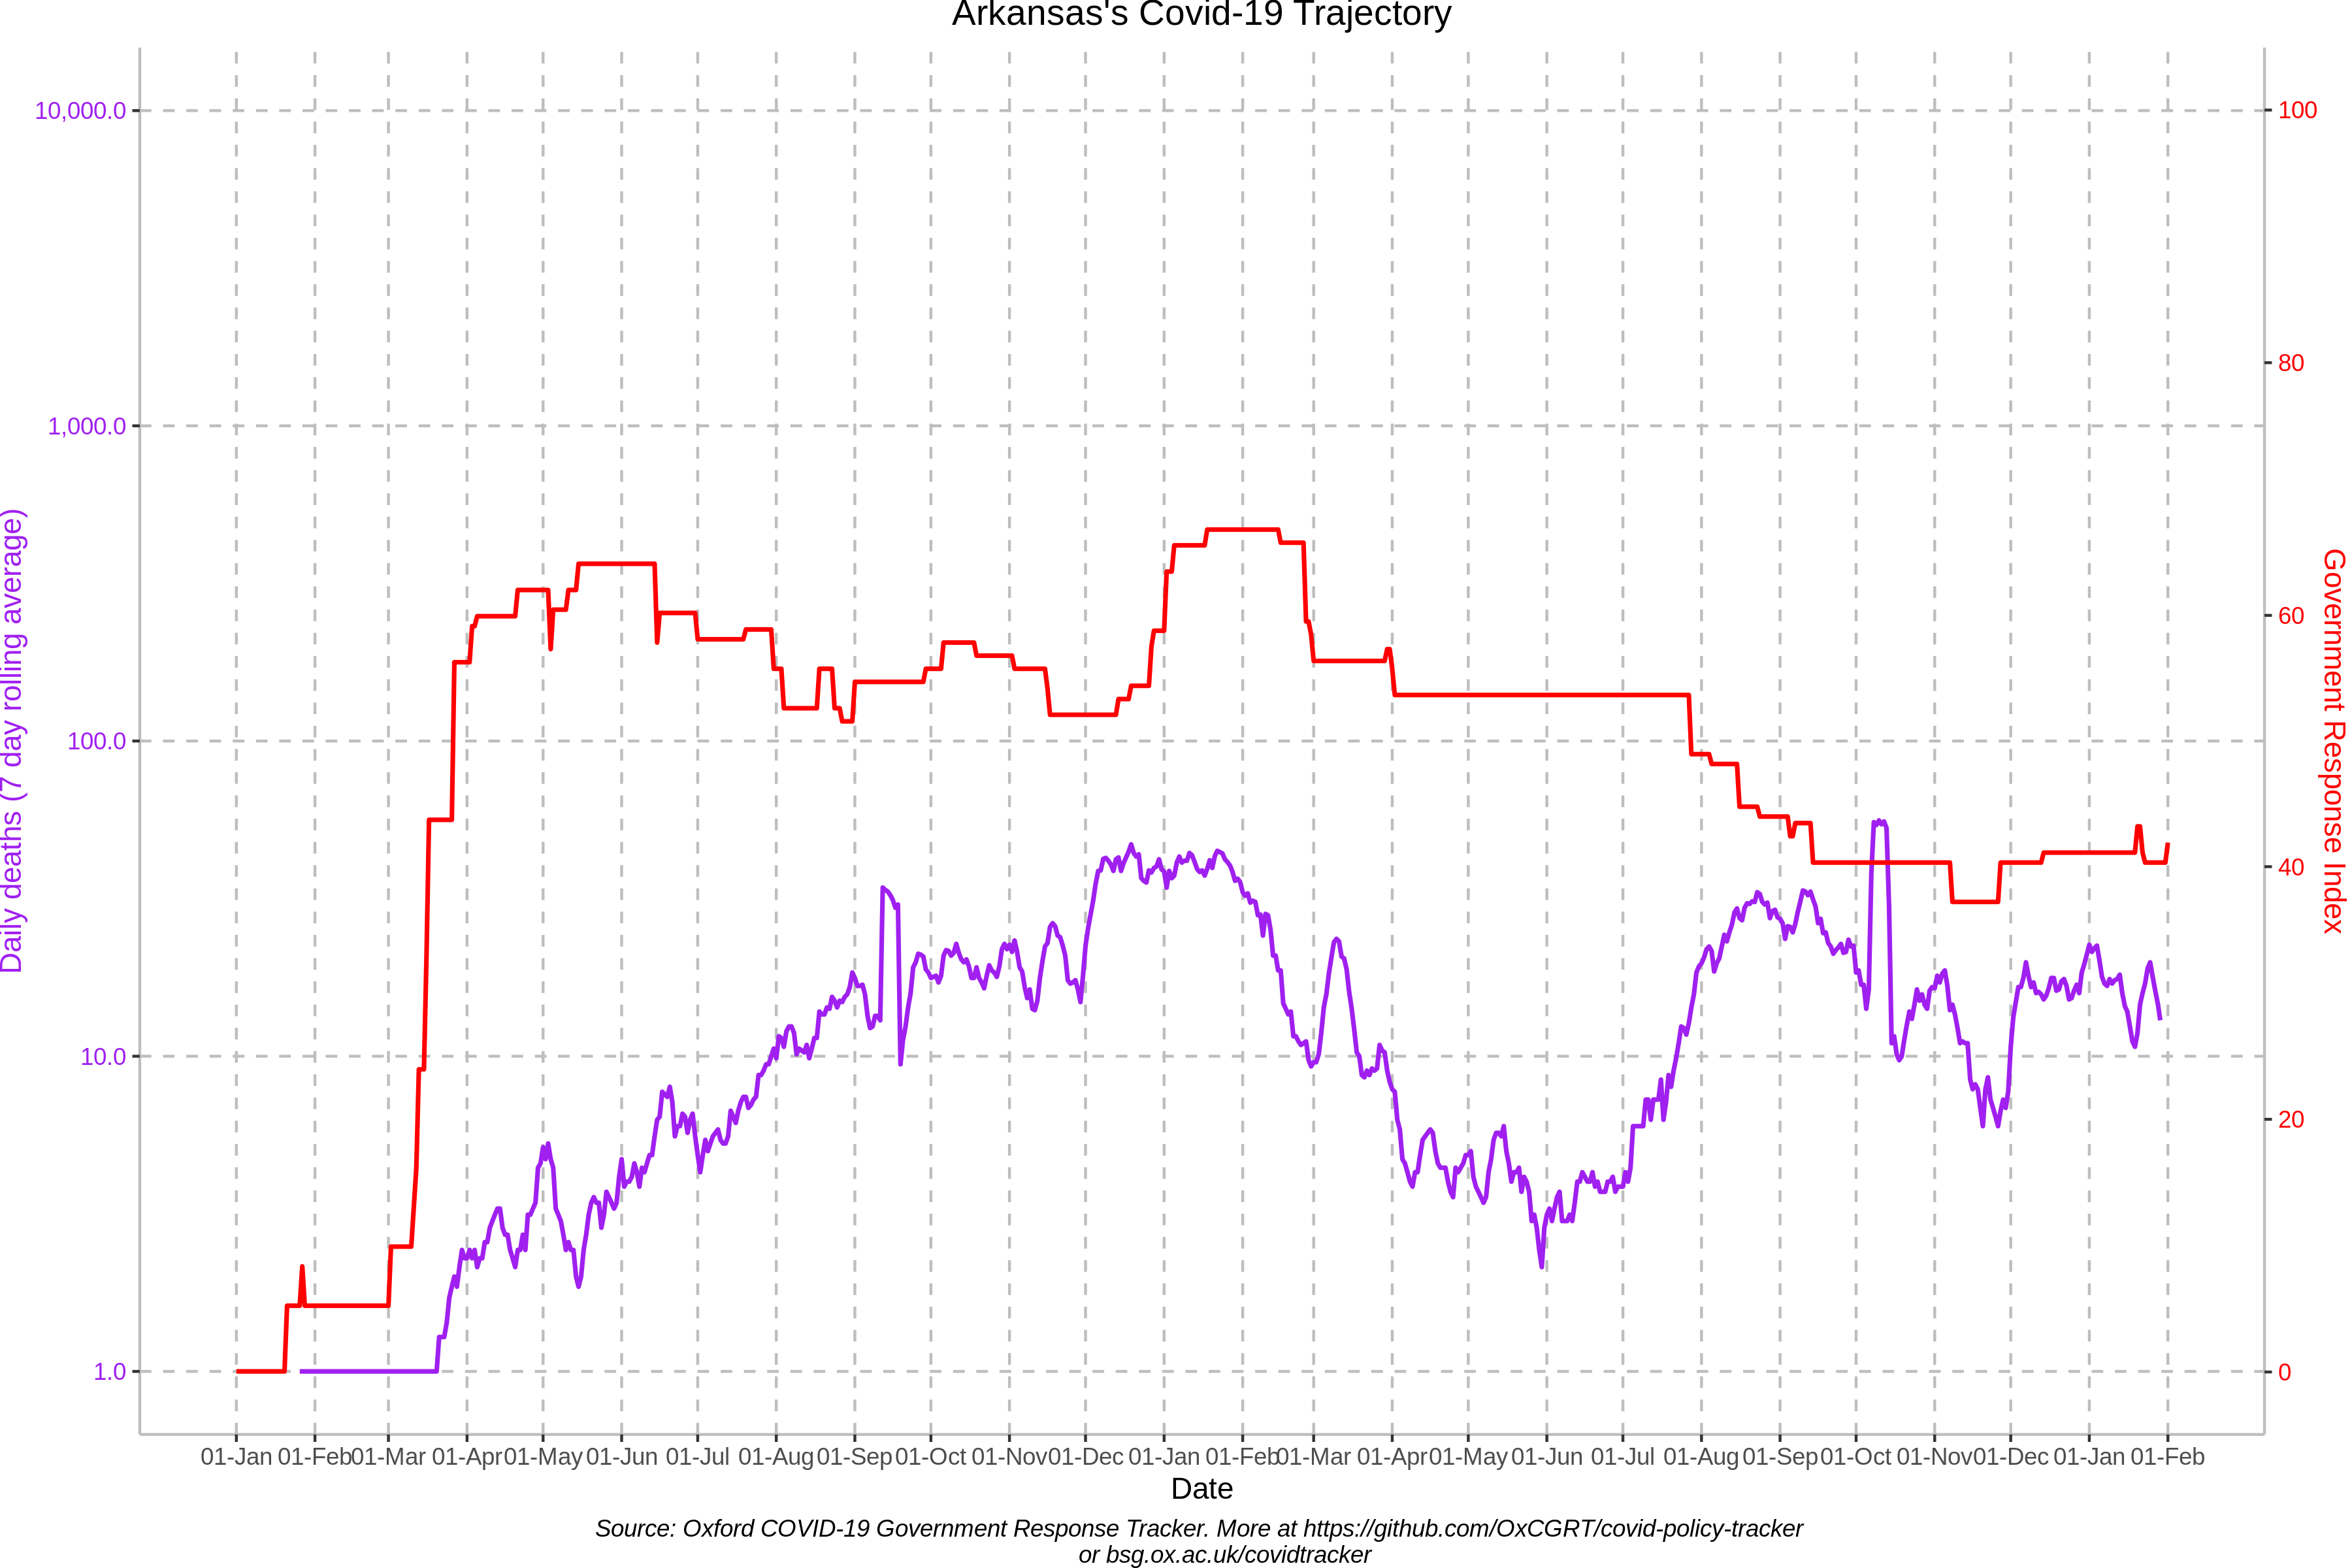 Arkansas's Covid-19 Trajectory
10,000.0
1,000.0
100.0
10.0
1.0
Daily deaths (7 day rolling average)
100
80
60
40
20
0
Government Response Index
01-Jan 01-Feb 01-Mar 01-Apr 01-May 01-Jun 01-Jul 01-Aug 01-Sep 01-Oct 01-Nov 01-Dec 01-Jan 01-Feb 01-Mar 01-Apr 01-May 01-Jun 01-Jul 01-Aug 01-Sep 01-Oct 01-Nov 01-Dec 01-Jan 01-Feb
Date
Source: Oxford COVID-19 Government Response Tracker. More at https://github.com/OxCGRT/covid-policy-tracker
or bsg.ox.ac.uk/covidtracker